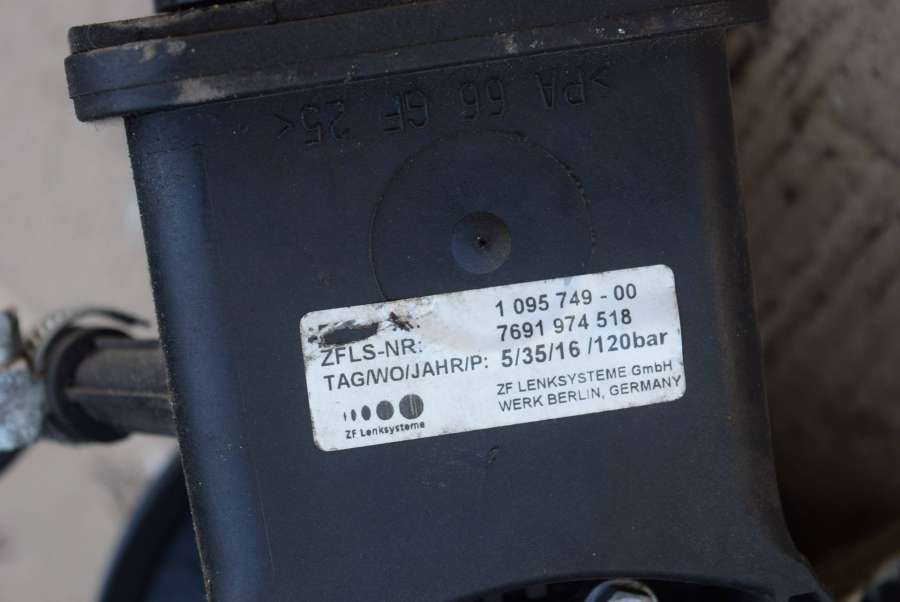 >PA 66 GF 25<
1 095 749 - 00
ZFLS-NR: 7691 974 518
TAG/WO/JAHR/P: 5/35/16 /120bar
ZF LENKSYSTEME GmbH
WERK BERLIN, GERMANY
ZF Lenksysteme